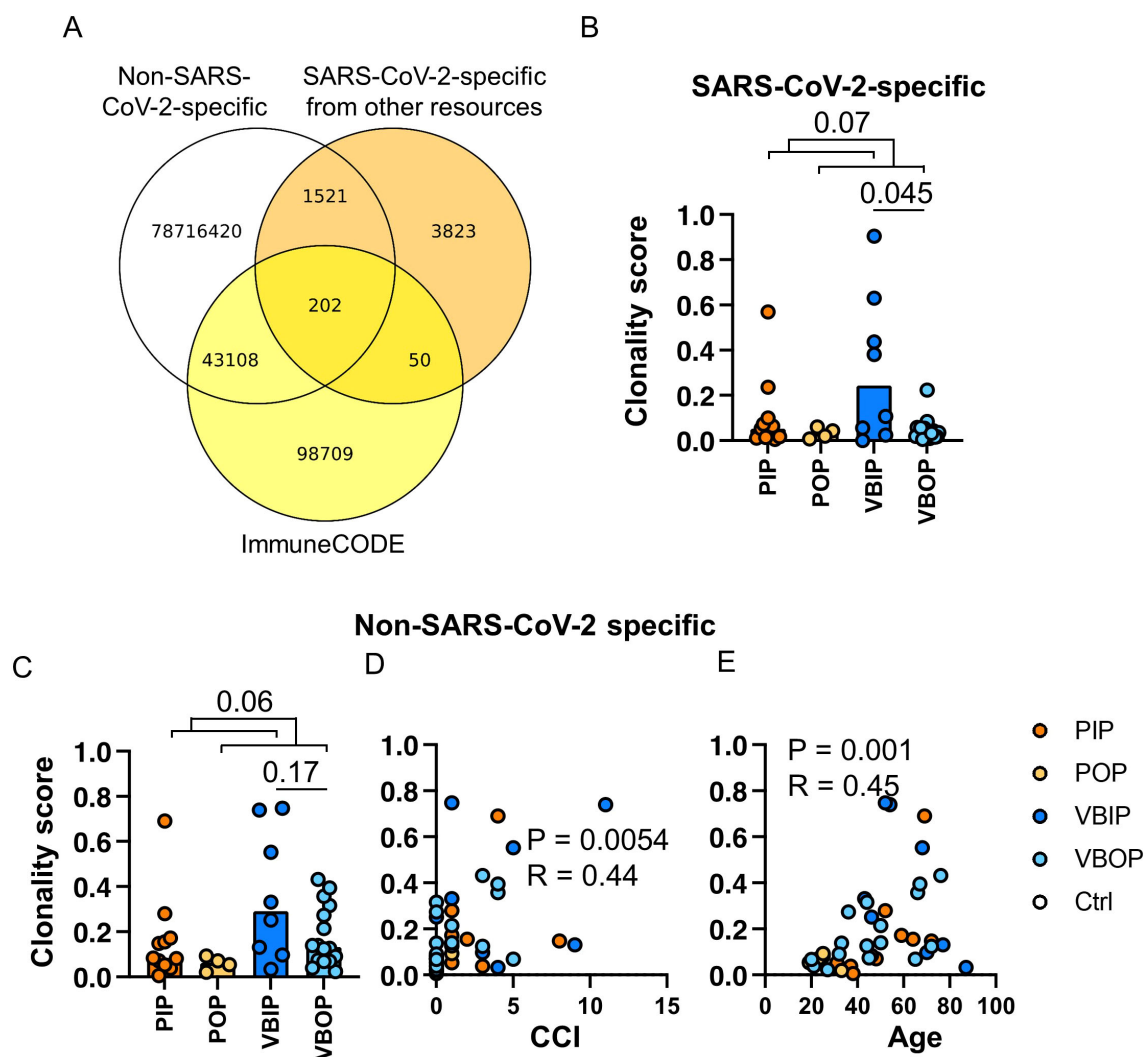 A
Non-SARS-
CoV-2-specific
SARS-CoV-2-specific
from other resources
1521
78716420
3823
202
43108
50
98709
ImmuneCODE
B
SARS-CoV-2-specific
0.07
0.045
Clonality score
1.0
0.8
0.6
0.4
0.2
0.0
PIP
POP
VBIP
VBOP
Non-SARS-CoV-2 specific
C
0.06
0.17
Clonality score
1.0
0.8
0.6
0.4
0.2
0.0
PIP
POP
VBIP
VBOP
D
1.0
0.8
0.6
0.4
0.2
0.0
P = 0.0054
R = 0.44
0 5 10 15
CCI
E
1.0
0.8
0.6
0.4
0.2
0.0
P = 0.001
R = 0.45
0 20 40 60 80 100
Age
PIP
POP
VBIP
VBOP
Ctrl